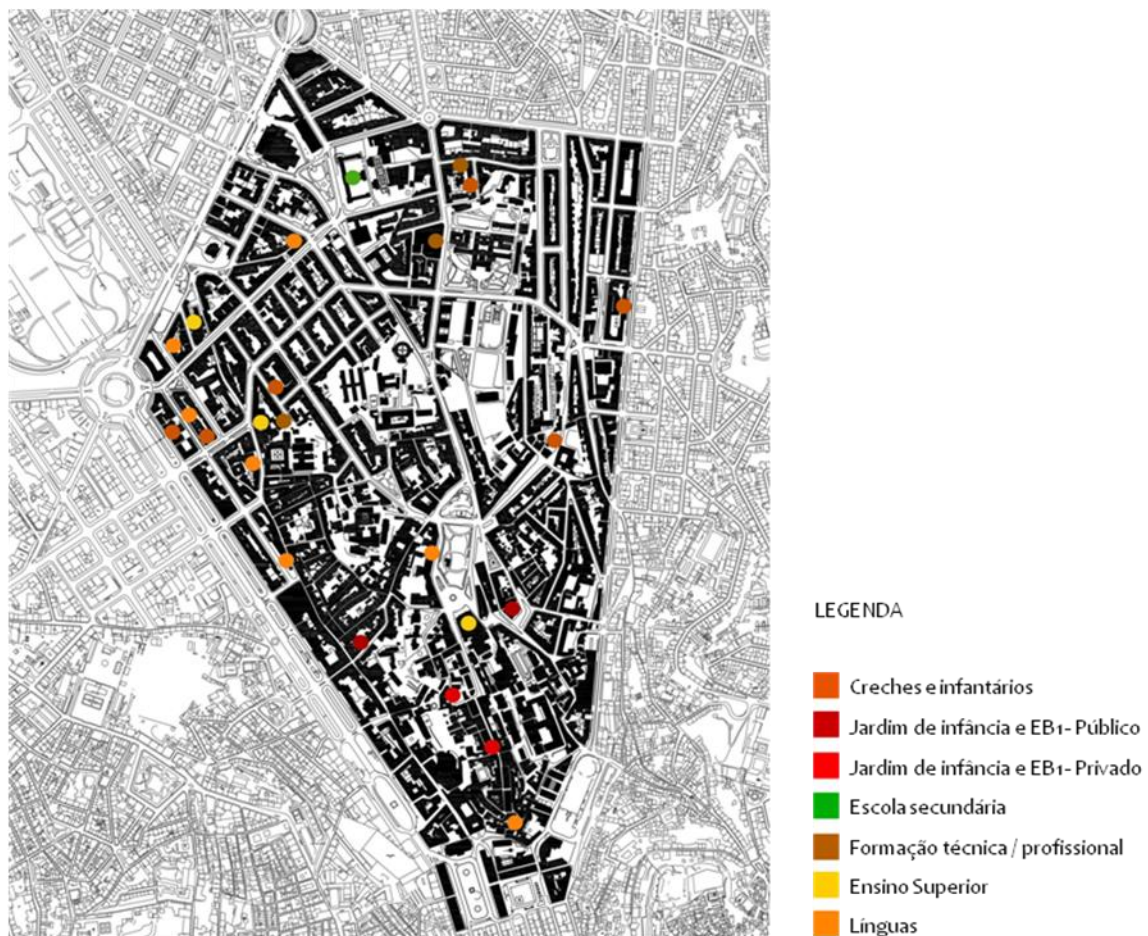 LEGENDA
Creches e infantários
Jardim de infância e EB1- Público
Jardim de infância e EB1- Privado
Escola secundária
Formação técnica / profissional
Ensino Superior
Línguas